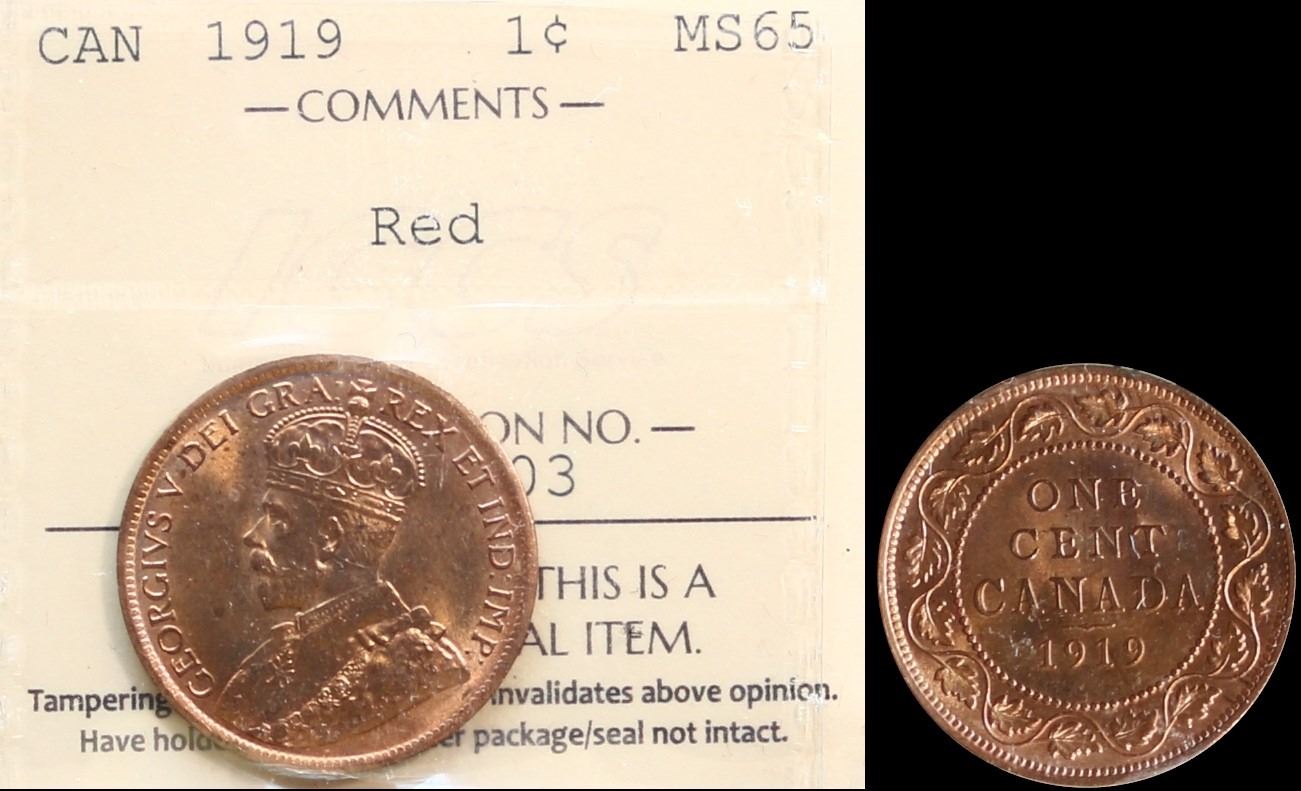 CAN 1919 1¢ MS65
— COMMENTS —
Red
ON NO. —
03
THIS IS A
AL ITEM.
Tampering invalidates above opinion.
Have package/seal not intact.
GEORGIVS V DEI GRA: REX ET IND: IMP:
ONE
CENT
CANADA
1919